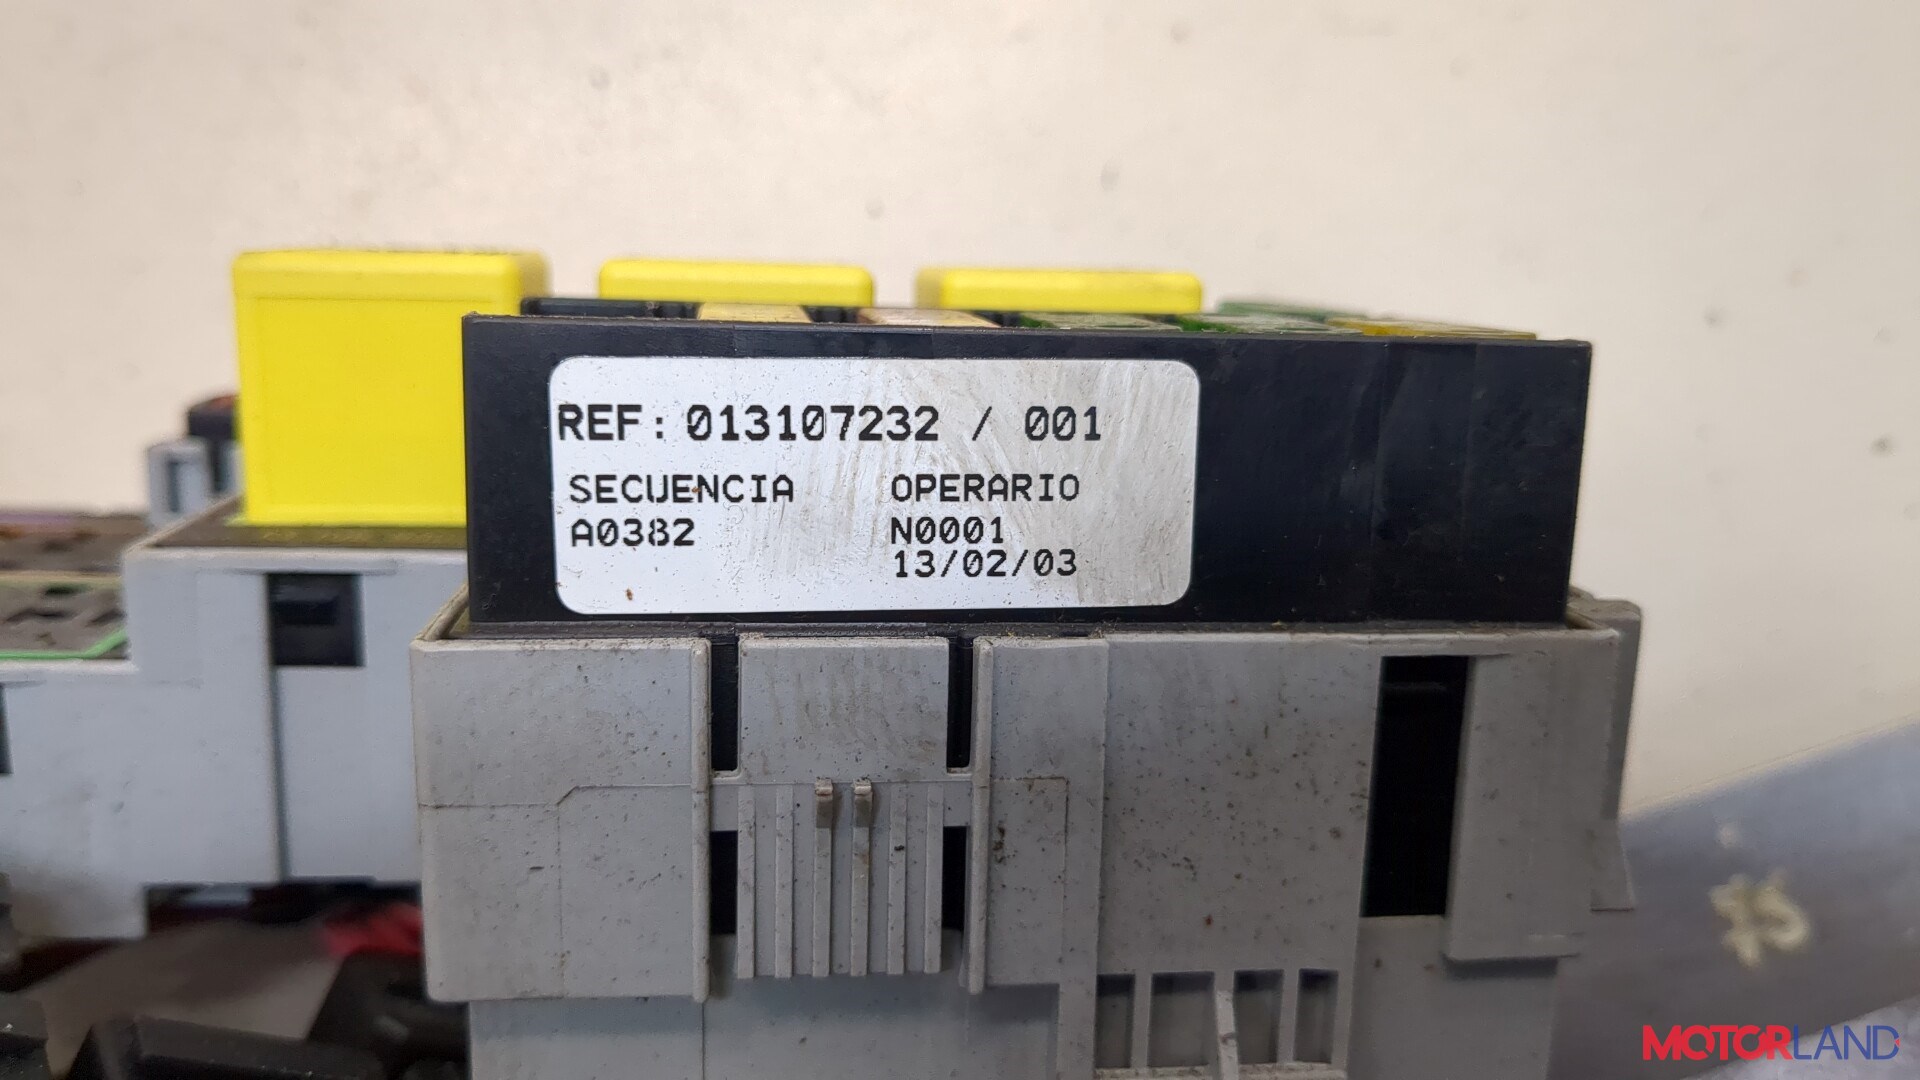 REF: 013107232 / 001
SECUENCIA OPERARIO
A0382 N0001
13/02/03
MOTORLAND